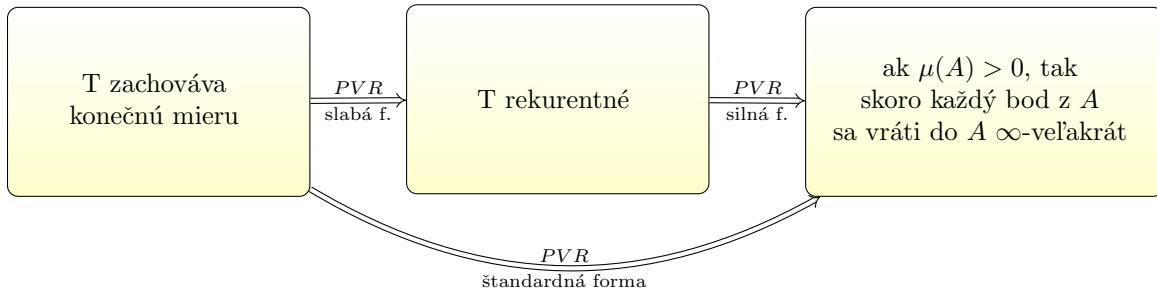 T zachováva
konečnú mieru
PVR
slabá f.
T rekurentné
PVR
silná f.
ak μ(A) > 0, tak
skoro každý bod z A
sa vráti do A ∞-veľakrát
PVR
štandardná forma